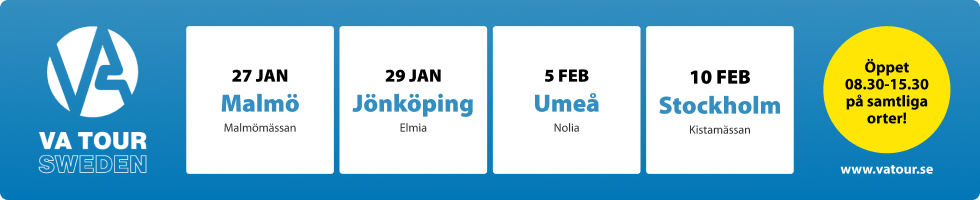 VA
VA TOUR
SWEDEN
27 JAN
Malmö
Malmömässan
29 JAN
Jönköping
Elmia
5 FEB
Umeå
Nolia
10 FEB
Stockholm
Kistamässan
Öppet
08.30-15.30
på samtliga
orter!
www.vatour.se